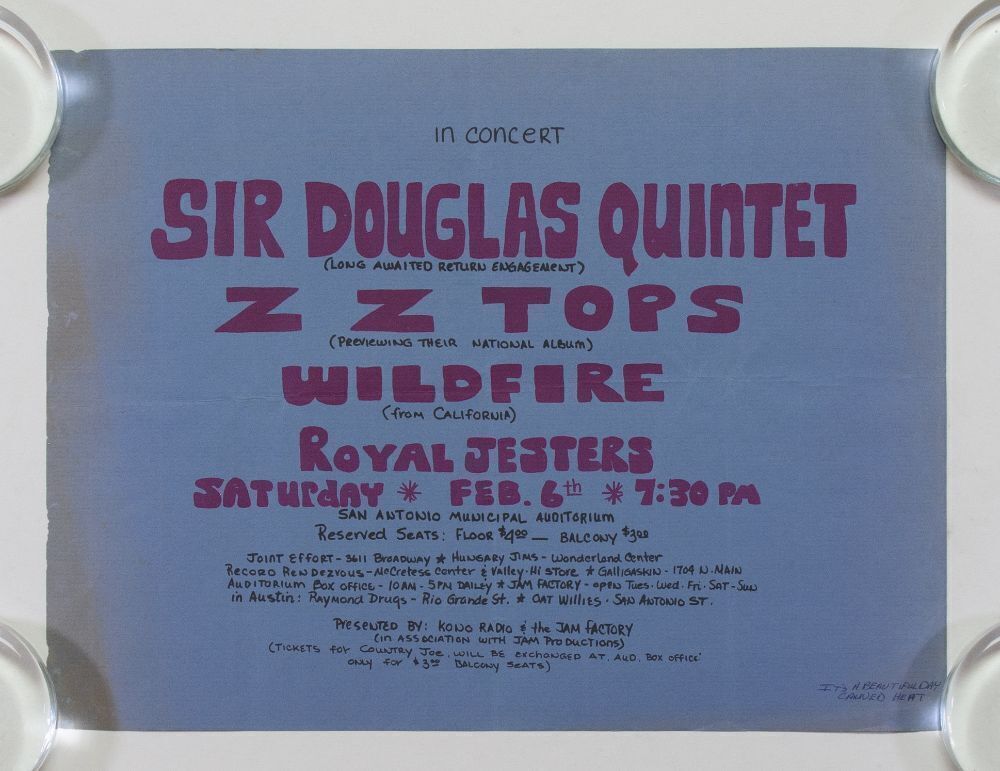 In CONCERT
SIR DOUGLAS QUINTET
(LONG AWAITED RETURN ENGAGEMENT)
Z Z TOPS
(PREVIEWING THEIR NATIONAL ALBUM)
WILDFIRE
(from CALIFORNIA)
ROYAL JESTERS
SATURDAY * FEB. 6th * 7:30 PM
SAN ANTONIO MUNICIPAL AUDITORIUM
Reserved Seats: FLOOR $4.00 — BALCONY $3.00
JOINT EFFORT - 3611 BROADWAY ★ HUNGARY JIMS - Wonderland Center
RECORD RENDEZVOUS - McCreless Center & Valley-Hi STORE ★ GALLIGASKIN - 1704 N. MAIN
AUDITORIUM BOX OFFICE - 10AM - 5PM DAILEY ★ JAM FACTORY - OPEN TUES. Wed. Fri. SAT - SUN
in AUSTIN: RAYMOND DRUGS - RIO GRANDE ST. ★ OAT WILLIES - SAN ANTONIO ST.
PRESENTED BY: KONO RADIO & the JAM FACTORY
(in ASSOCIATION WITH JAM PRODUCTIONS)
(TICKETS for COUNTRY JOE, WILL BE EXCHANGED AT, AUD. BOX OFFICE
ONLY for $3.00 BALCONY SEATS)
IT'S A BEAUTIFUL DAY
CANNED HEAT